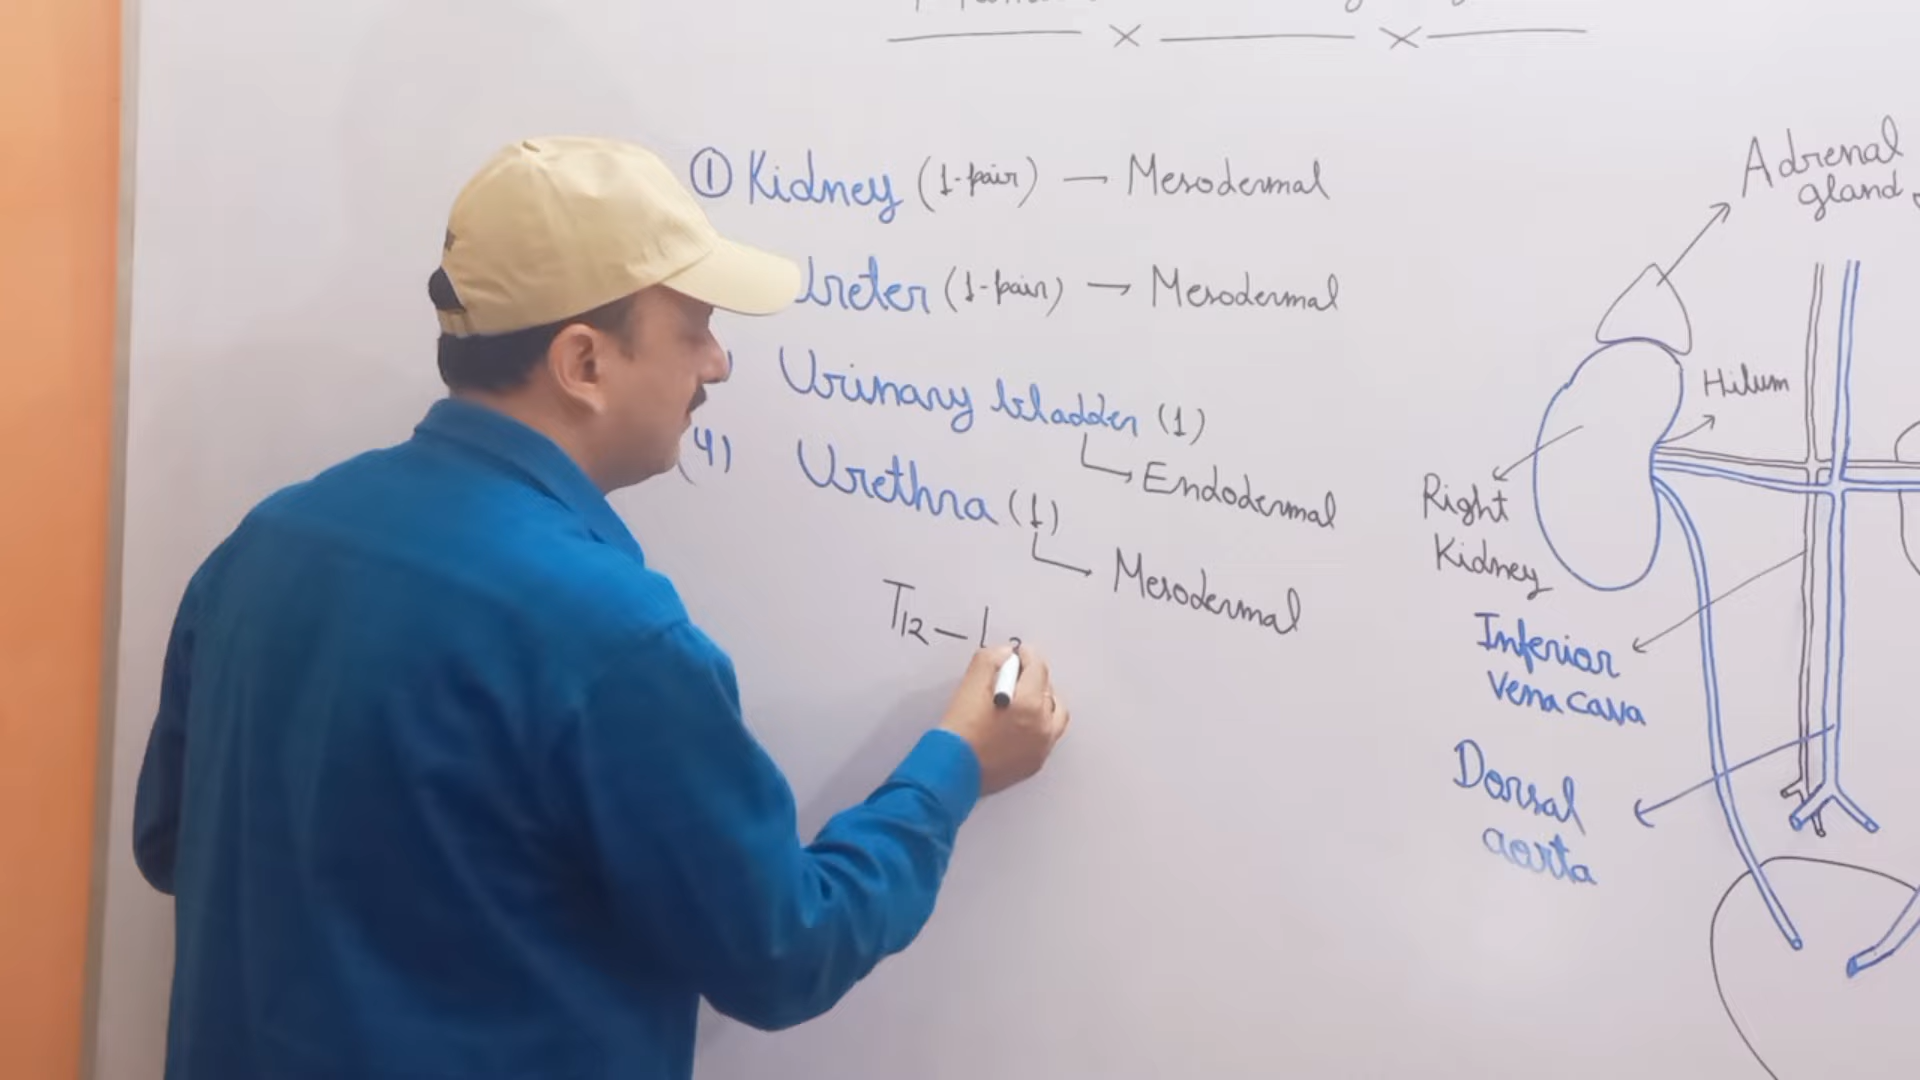 ① Kidney (1-pair) — Mesodermal
Ureter (1-pair) → Mesodermal
Urinary bladder (1)
→ Endodermal
(4) Urethra (1)
→ Mesodermal
T12 – L
Adrenal
gland
Hilum
Right
Kidney
Inferior
Vena cava
Dorsal
aorta